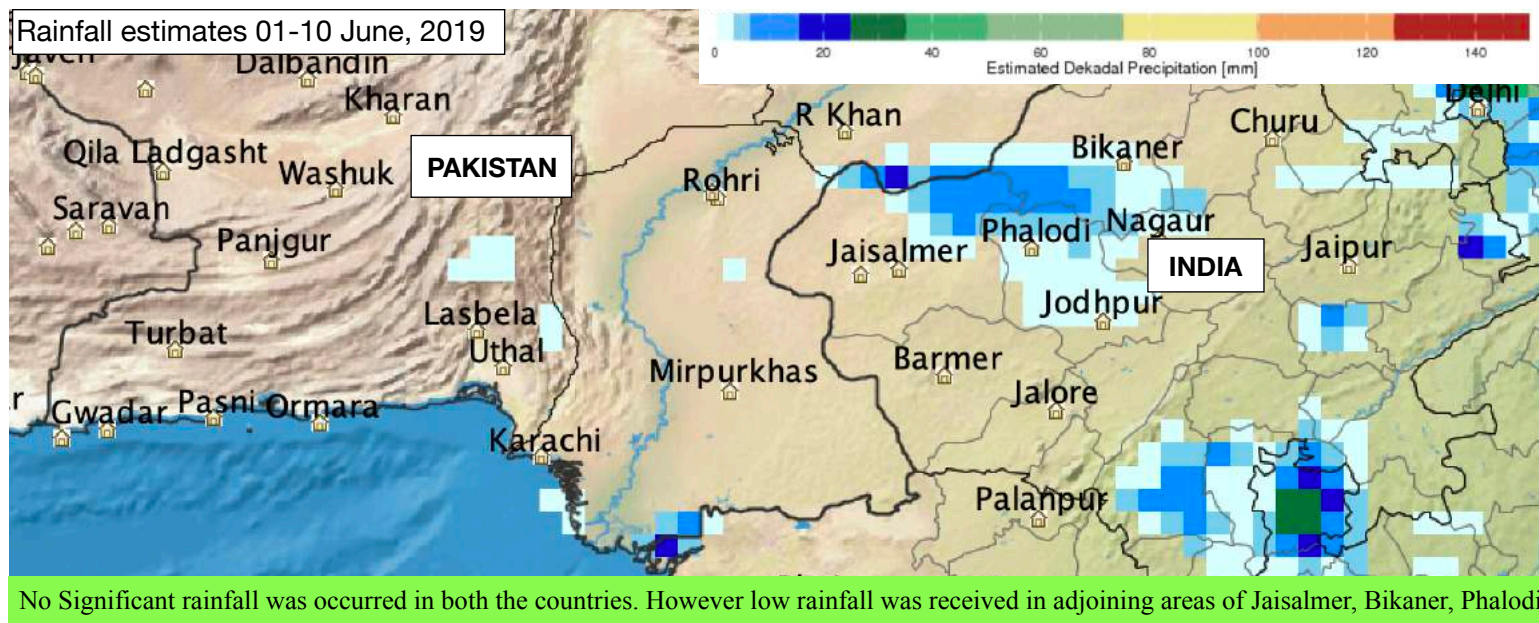 Rainfall estimates 01-10 June, 2019
0 20 40 60 80 100 120 140
Estimated Dekadal Precipitation [mm]
Javen Dalbandin
Kharan
R Khan
Delhi
Churu
Qila Ladgasht
Washuk
PAKISTAN
Rohri
Bikaner
Saravan
Panjgur
Jaisalmer
Phalodi
Nagaur
INDIA
Jaipur
Lasbela
Jodhpur
Turbat
Uthal
Mirpurkhas
Barmer
Jalore
r
Gwadar Pasni Ormara
Karachi
Palanpur
No Significant rainfall was occurred in both the countries. However low rainfall was received in adjoining areas of Jaisalmer, Bikaner, Phalodi